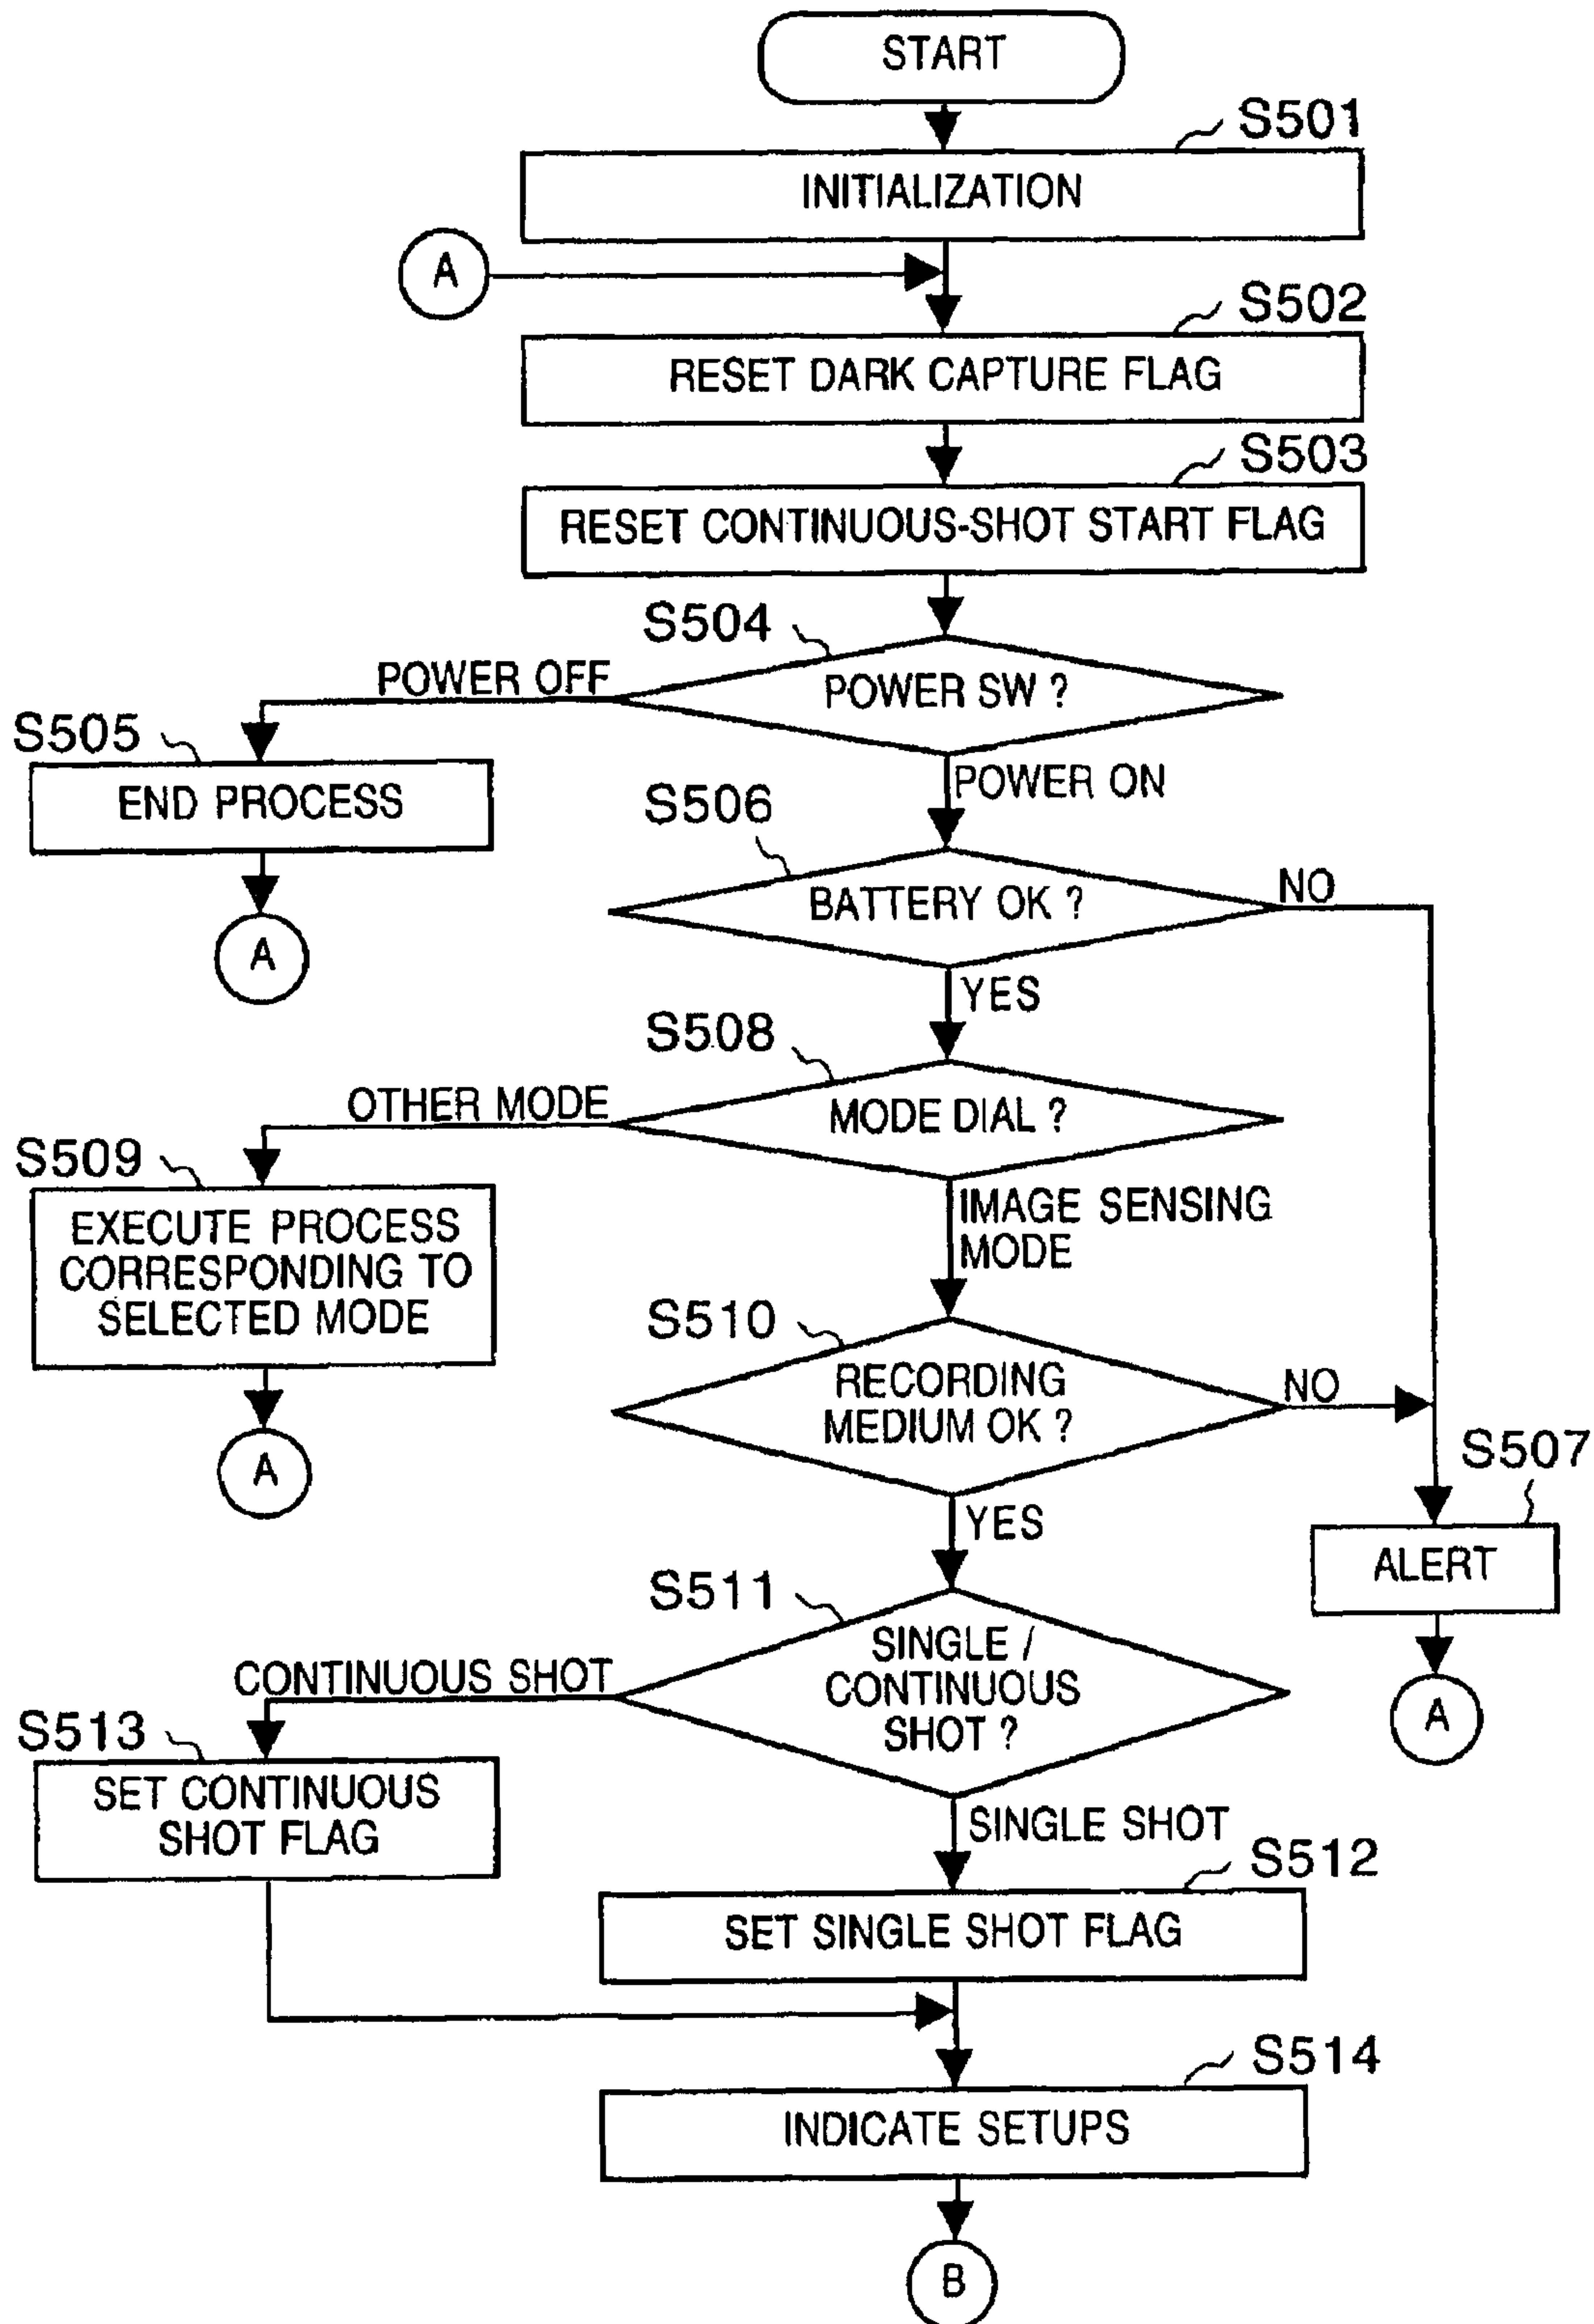 START
S501
INITIALIZATION
A
S502
RESET DARK CAPTURE FLAG
S503
RESET CONTINUOUS-SHOT START FLAG
S504
POWER OFF
POWER SW ?
S505
END PROCESS
A
POWER ON
S506
BATTERY OK ?
NO
YES
S508
OTHER MODE
MODE DIAL ?
S509
EXECUTE PROCESS
CORRESPONDING TO
SELECTED MODE
A
IMAGE SENSING
MODE
S510
RECORDING
MEDIUM OK ?
NO
S507
ALERT
A
YES
S511
CONTINUOUS SHOT
SINGLE /
CONTINUOUS
SHOT ?
S513
SET CONTINUOUS
SHOT FLAG
SINGLE SHOT
S512
SET SINGLE SHOT FLAG
S514
INDICATE SETUPS
B